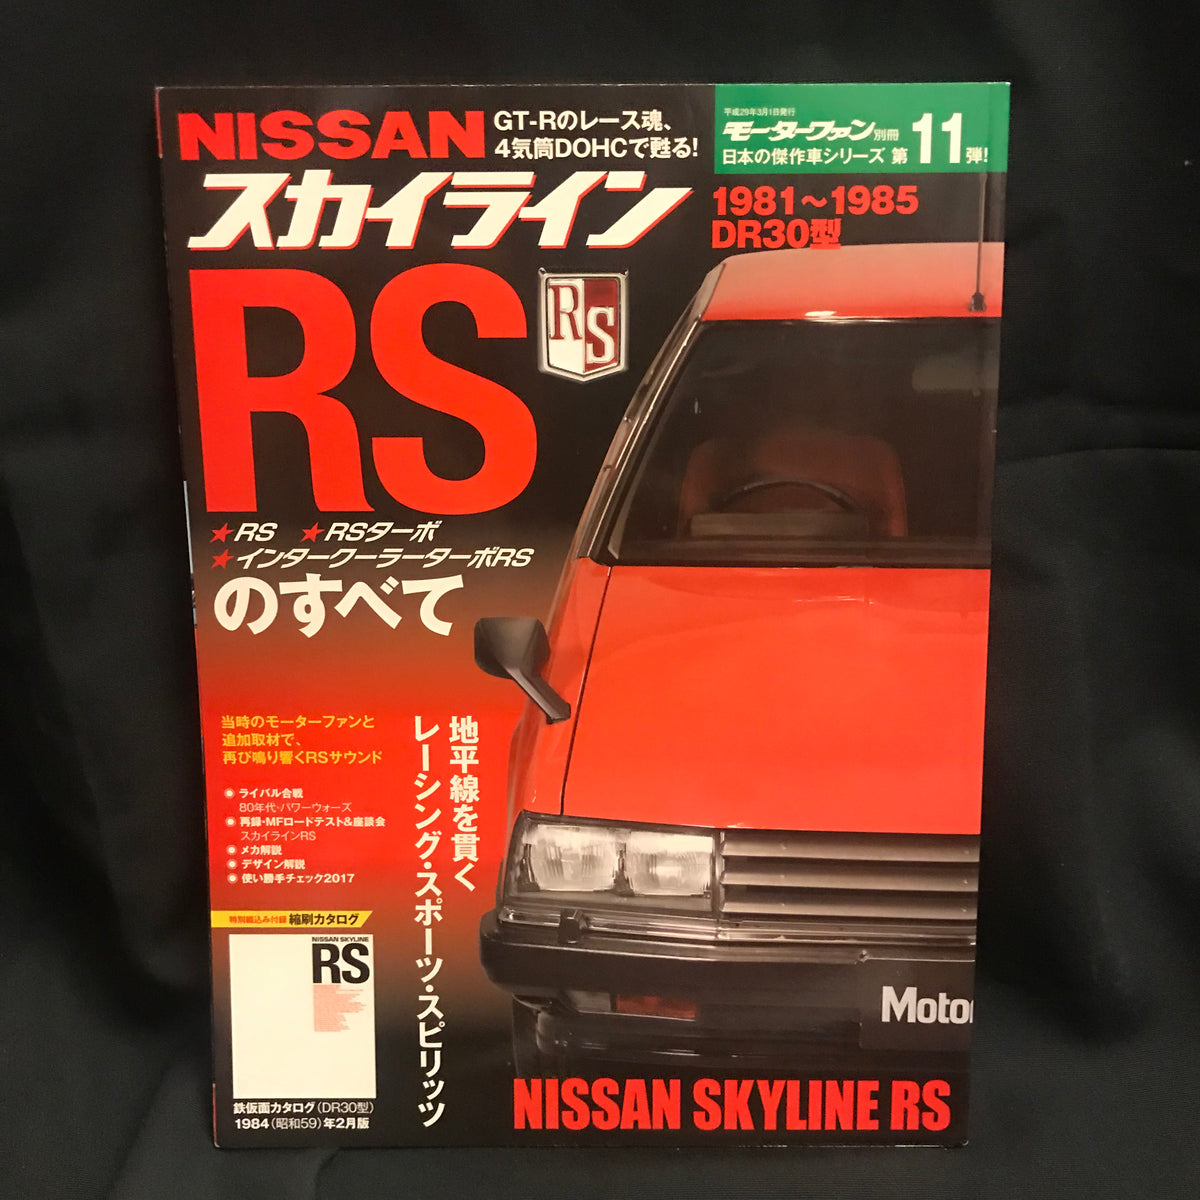 NISSAN
GT-Rのレース魂、
4気筒DOHCで甦る!
平成29年3月1日発行
モーターファン別冊
日本の傑作車シリーズ 第11弾!
スカイライン
1981〜1985
DR30型
RS
RS
★RS ★RSターボ
★インタークーラーターボRS
のすべて
当時のモーターファンと
追加取材で、
再び鳴り響くRSサウンド
地平線を貫く
レーシング・スポーツ・スピリッツ
ライバル合戦
80年代・パワーウォーズ
再録・MFロードテスト&座談会
スカイラインRS
メカ解説
デザイン解説
使い勝手チェック2017
特別綴込み付録 縮刷カタログ
NISSAN SKYLINE
RS
鉄仮面カタログ(DR30型)
1984(昭和59)年2月版
Motor
NISSAN SKYLINE RS